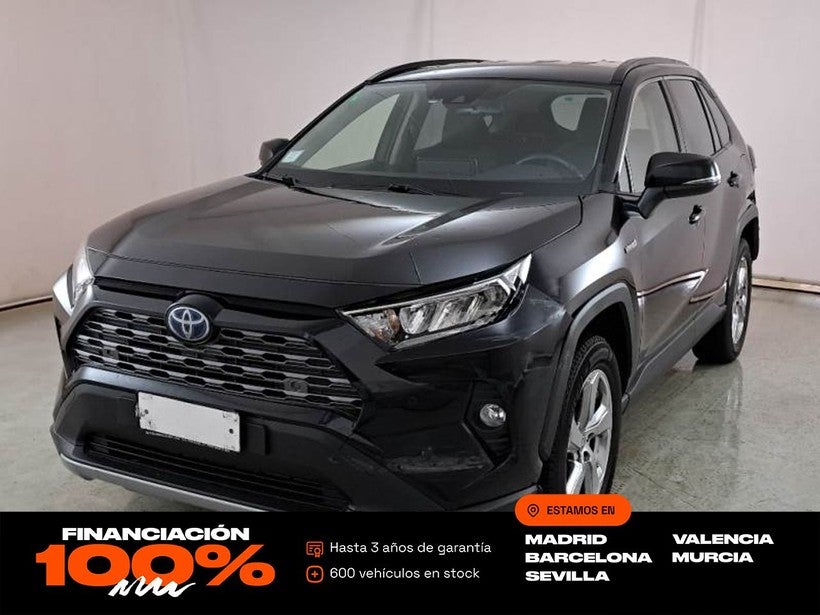 FINANCIACIÓN
100%
Hasta 3 años de garantía
600 vehículos en stock
ESTAMOS EN
MADRID
BARCELONA
SEVILLA
VALENCIA
MURCIA